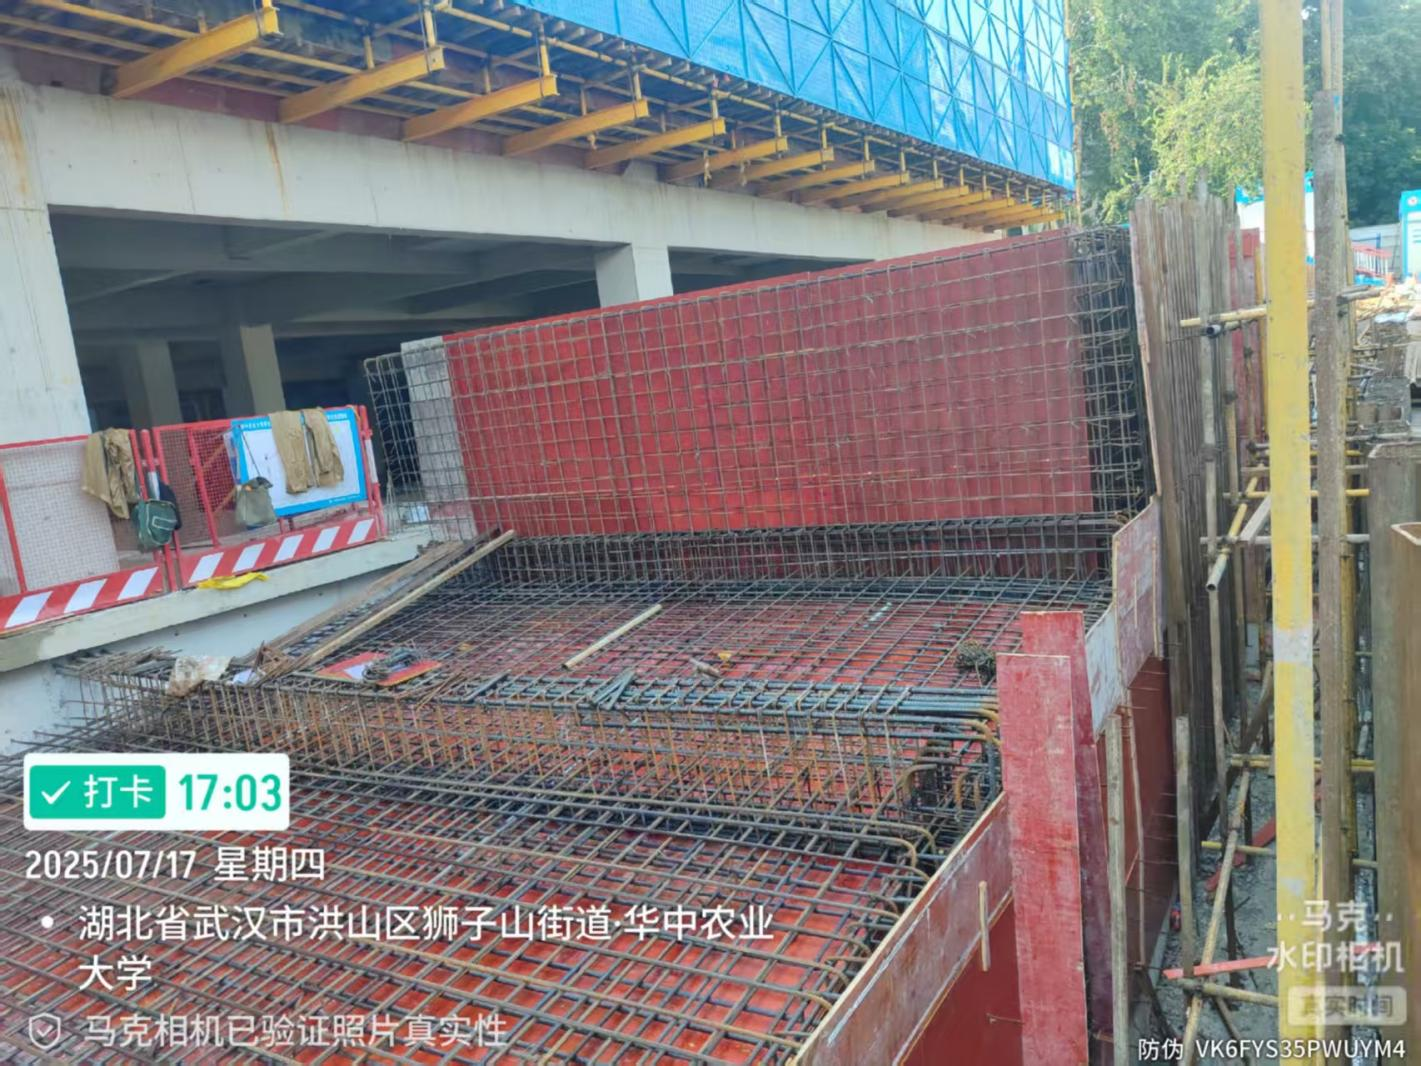 打卡 17:03
2025/07/17 星期四
湖北省武汉市洪山区狮子山街道·华中农业
大学
马克相机已验证照片真实性
马克
水印相机
真实时间
防伪 VK6FYS35PWUYM4